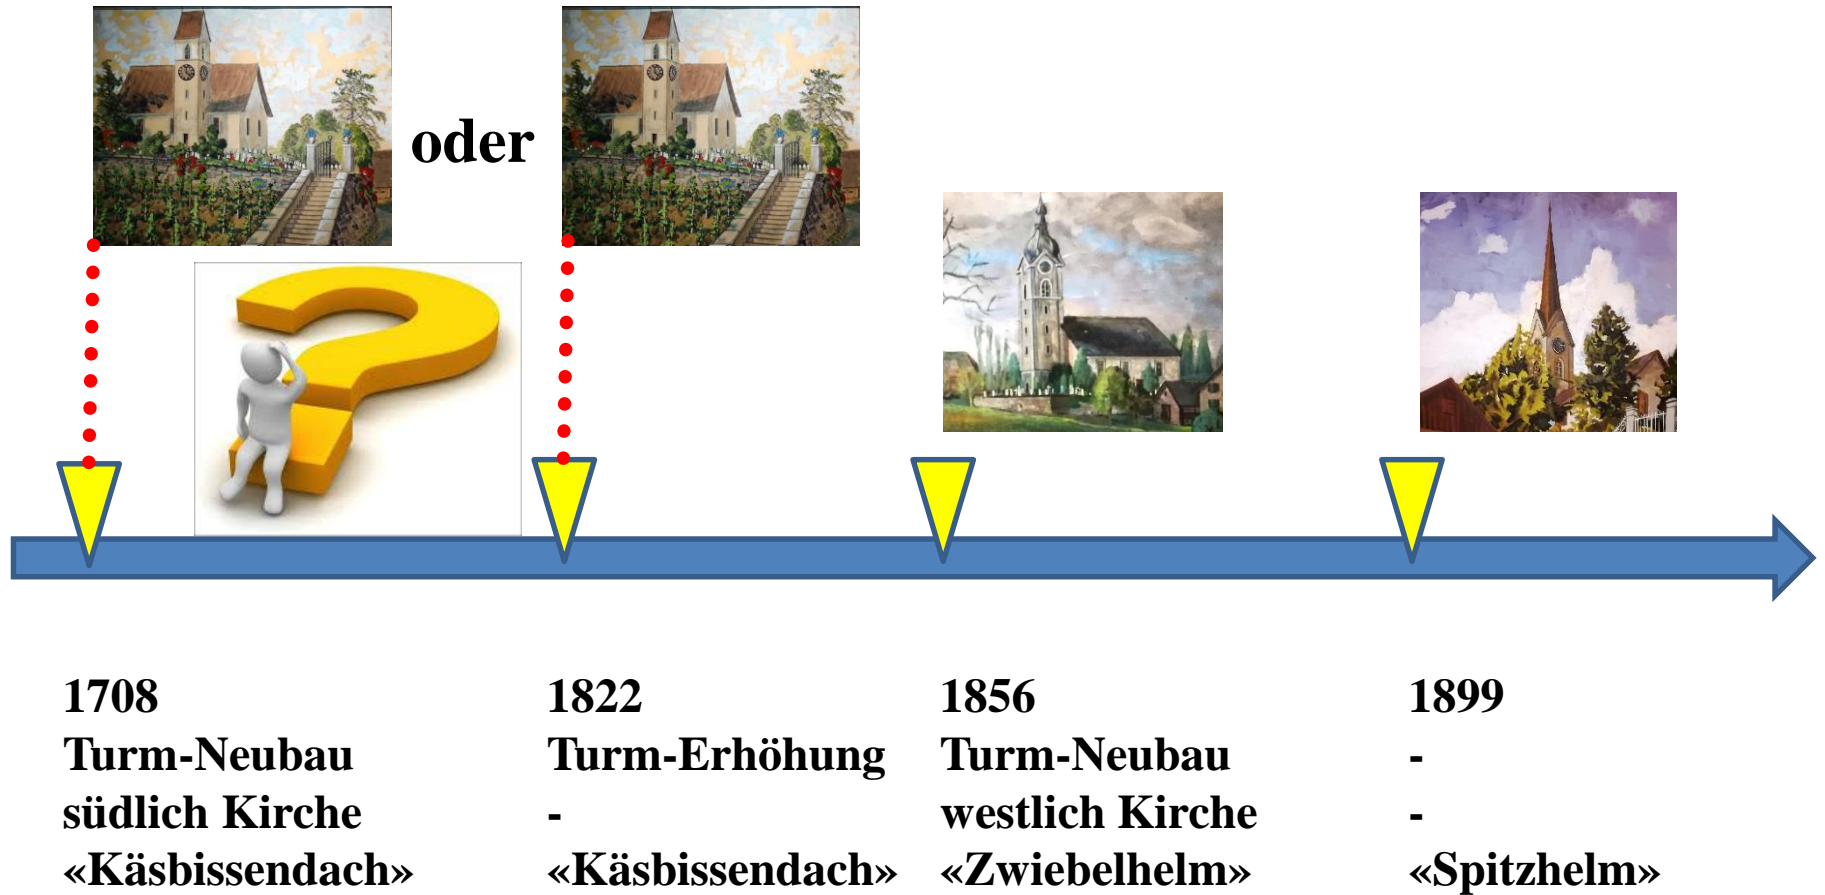 oder
1708
Turm-Neubau
südlich Kirche
«Käsbissendach»
1822
Turm-Erhöhung
-
«Käsbissendach»
1856
Turm-Neubau
westlich Kirche
«Zwiebelhelm»
1899
-
-
«Spitzhelm»